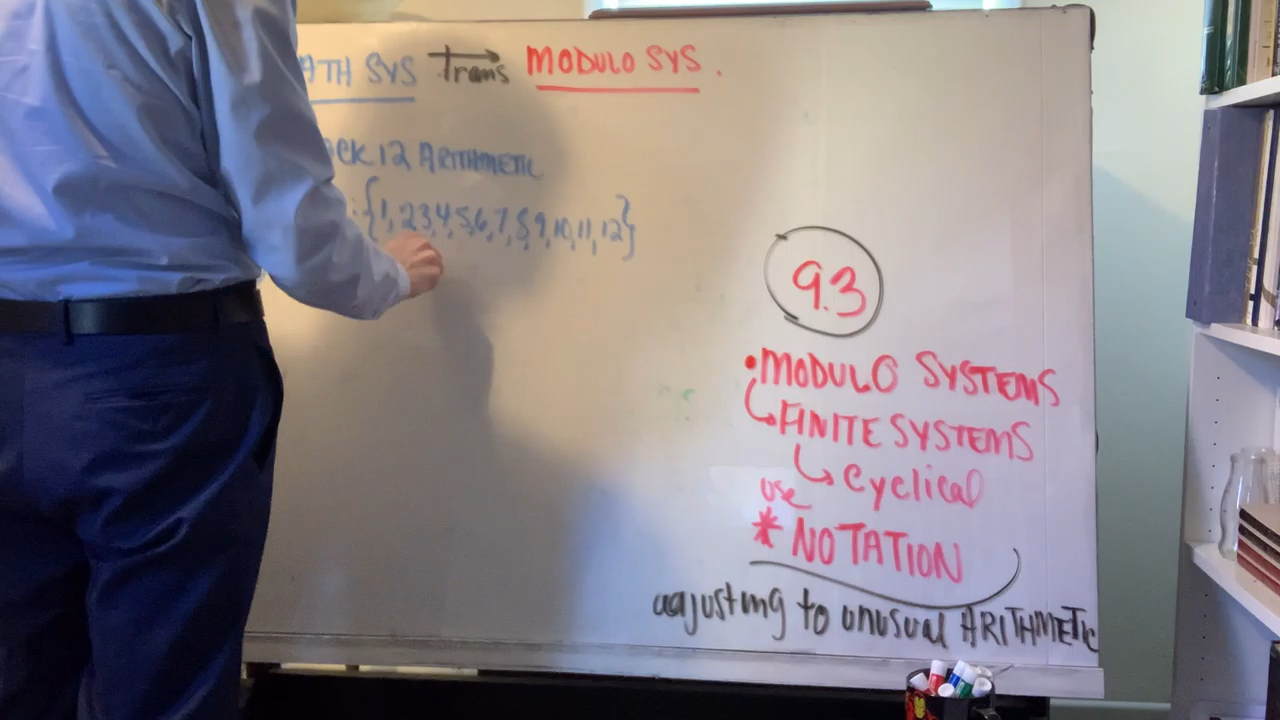 ATH SYS trans MODULO SYS.
ck 12 ARITHMETIC
: {1, 2, 3, 4, 5, 6, 7, 8, 9, 10, 11, 12}
9.3
• MODULO SYSTEMS
FINITE SYSTEMS
Cyclical
use
* NOTATION
adjusting to unusual ARITHMETIC